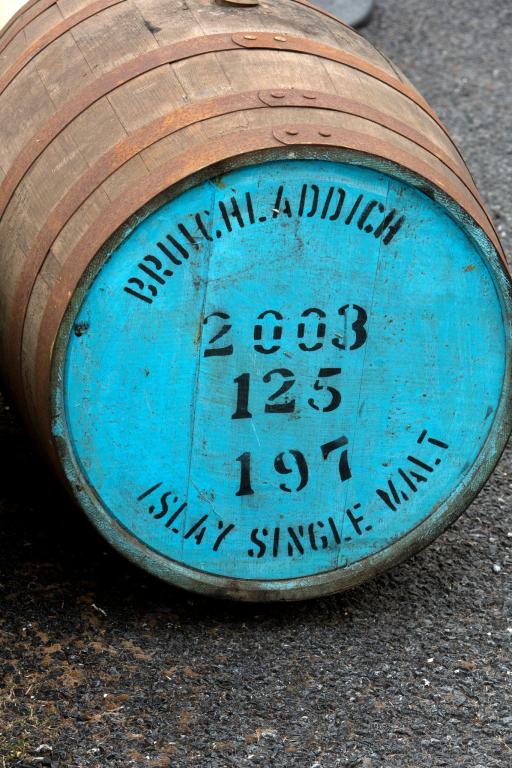 BRUICHLADDICH
2003
125
197
ISLAY SINGLE MALT